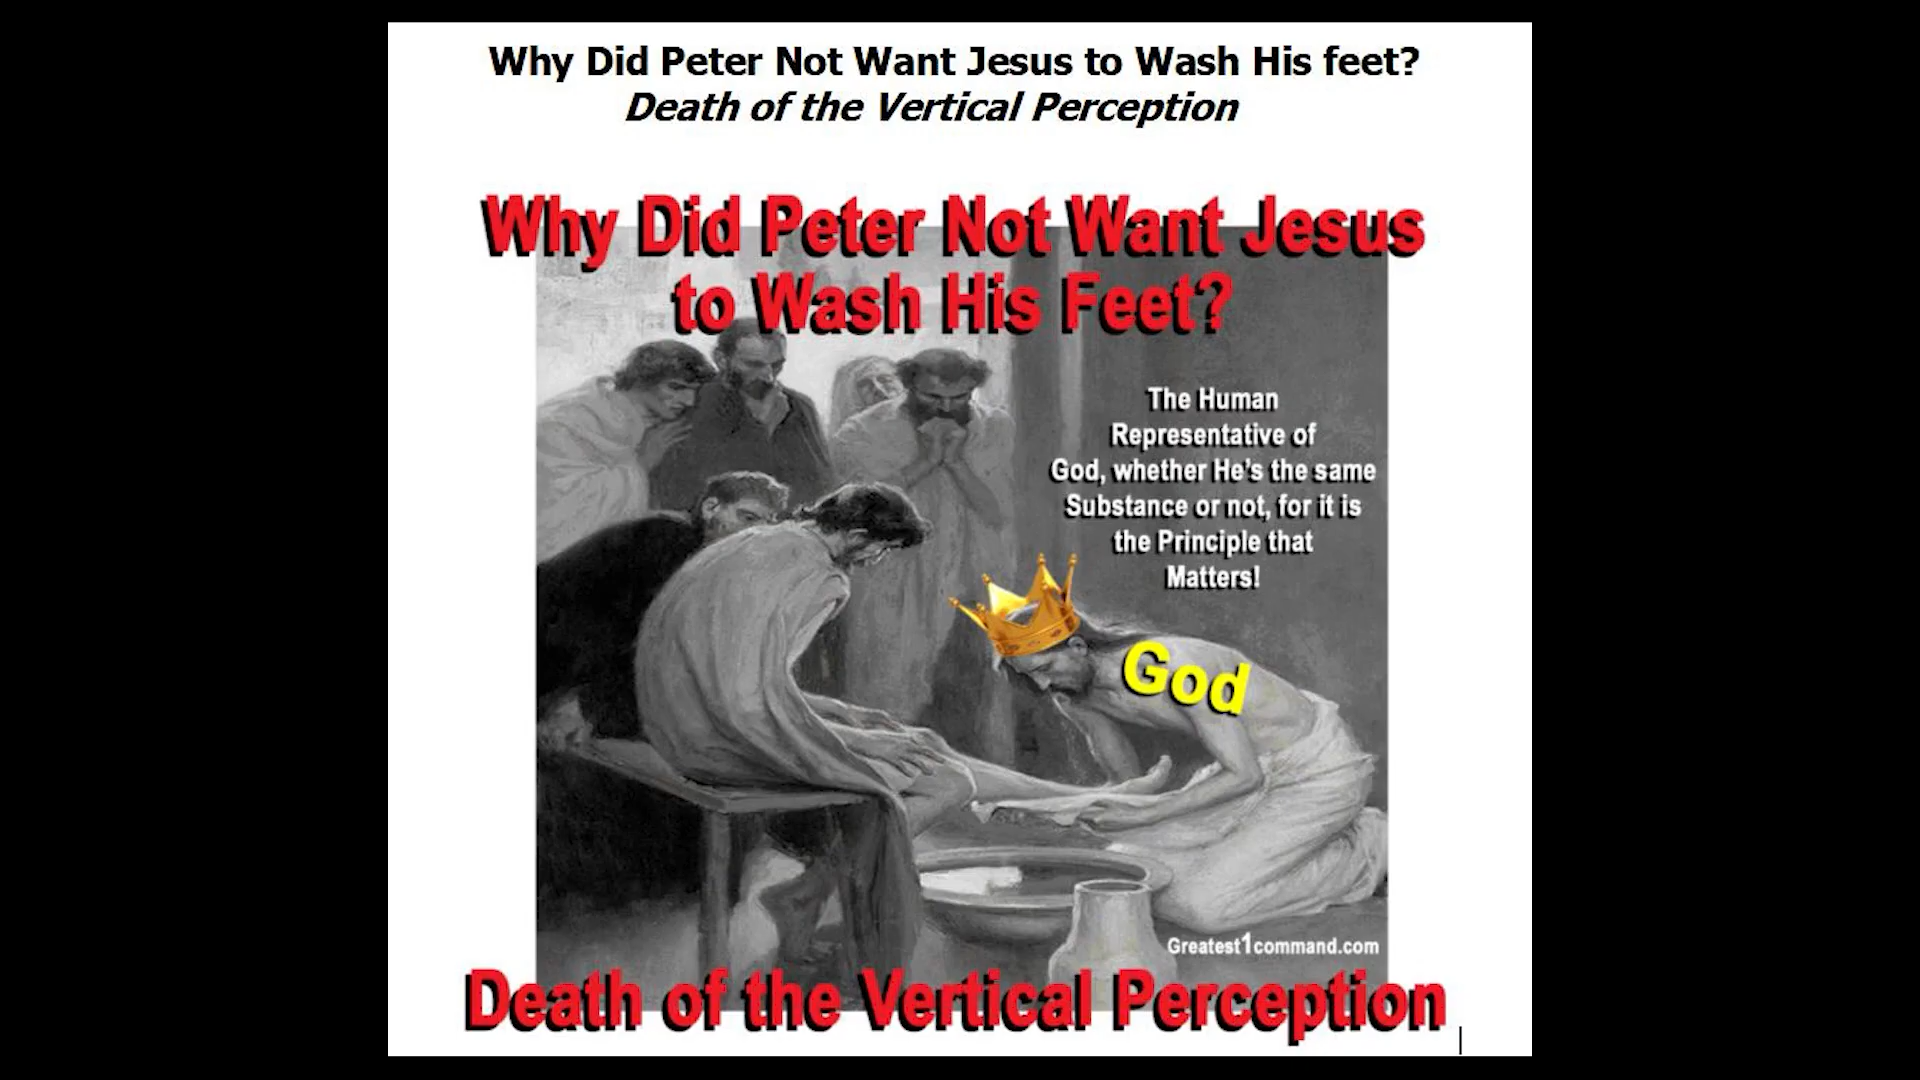 Why Did Peter Not Want Jesus to Wash His feet?
Death of the Vertical Perception
Why Did Peter Not Want Jesus
to Wash His Feet?
The Human
Representative of
God, whether He's the same
Substance or not, for it is
the Principle that
Matters!
God
Greatest1command.com
Death of the Vertical Perception